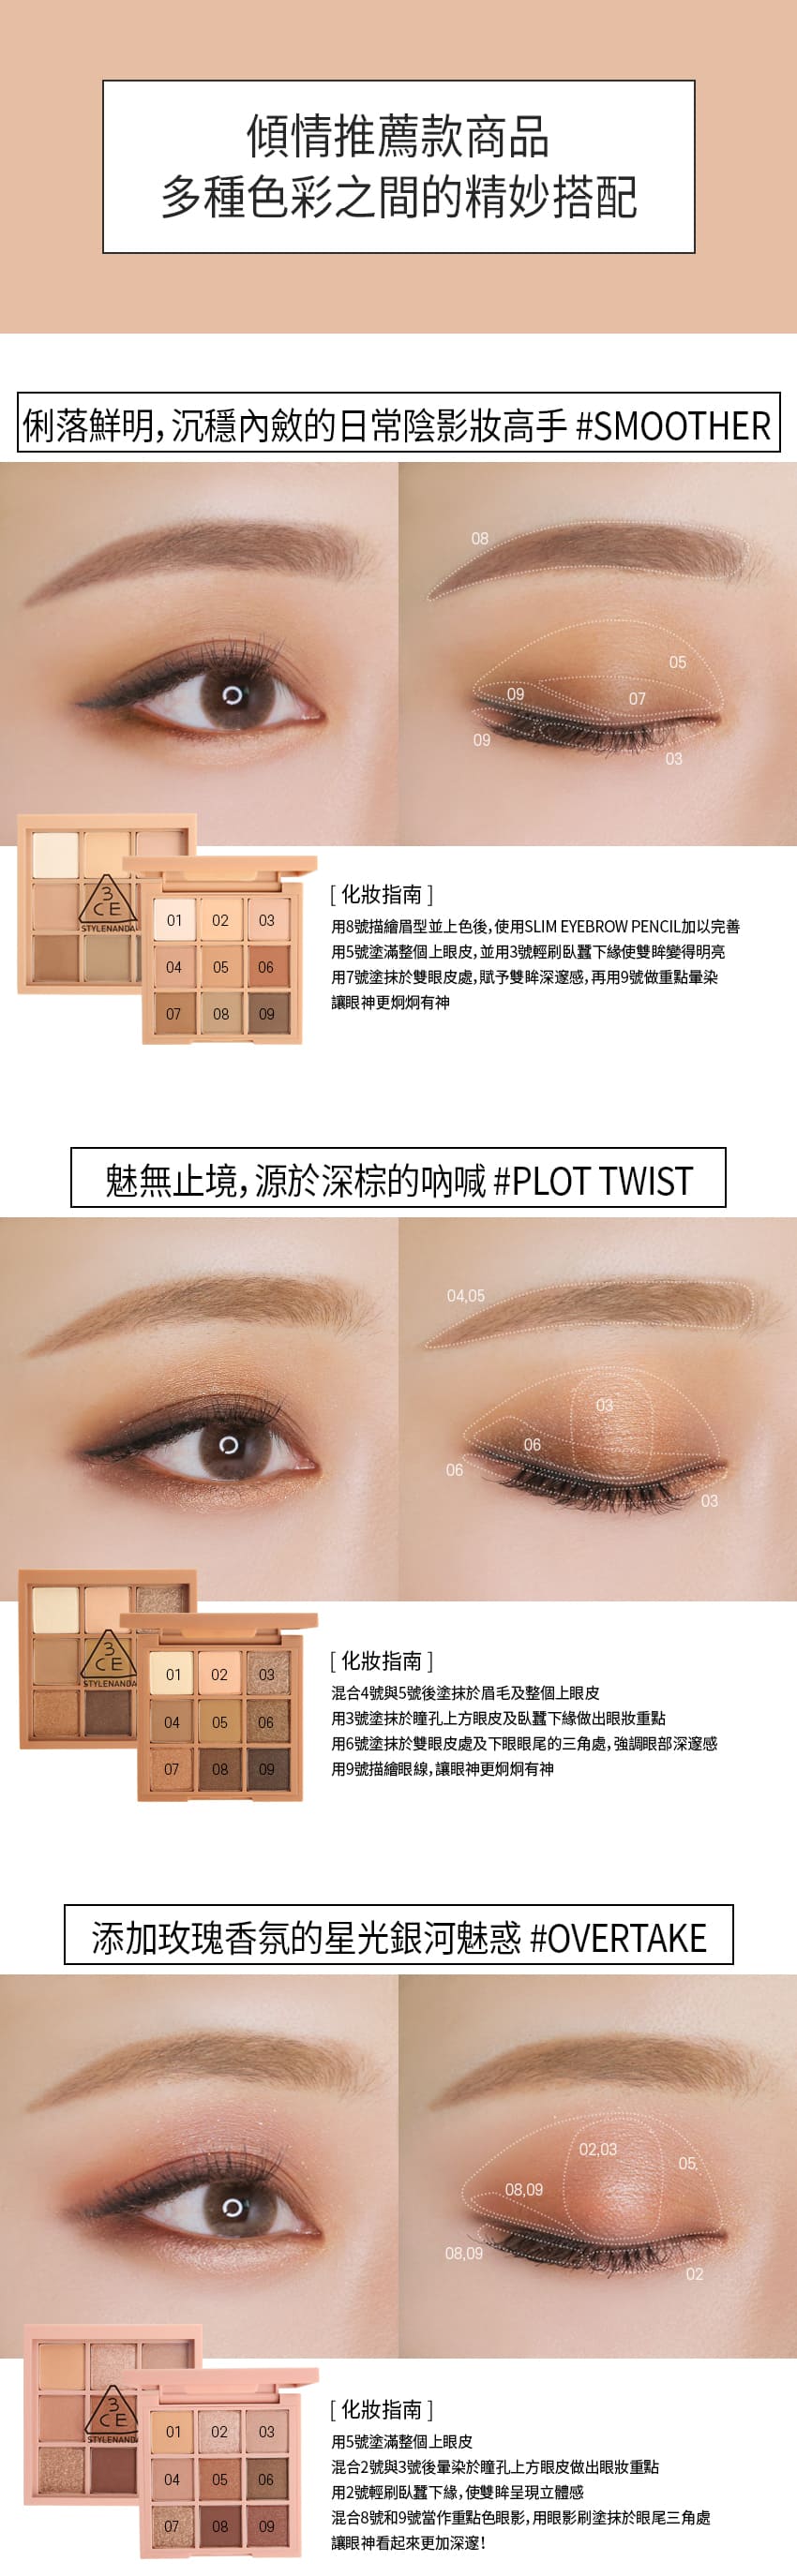 傾情推薦款商品
多種色彩之間的精妙搭配
俐落鮮明，沉穩內斂的日常陰影妝高手 #SMOOTHER
08
05
09
07
09
03
3
CE
STYLENANDA
01 02 03
04 05 06
07 08 09
[ 化妝指南 ]
用8號描繪眉型並上色後，使用SLIM EYEBROW PENCIL加以完善
用5號塗滿整個上眼皮，並用3號輕刷臥蠶下緣使雙眸變得明亮
用7號塗抹於雙眼皮處，賦予雙眸深邃感，再用9號做重點暈染
讓眼神更炯炯有神
魅無止境，源於深棕的吶喊 #PLOT TWIST
04,05
03
06
06
03
3
CE
STYLENANDA
01 02 03
04 05 06
07 08 09
[ 化妝指南 ]
混合4號與5號後塗抹於眉毛及整個上眼皮
用3號塗抹於瞳孔上方眼皮及臥蠶下緣做出眼妝重點
用6號塗抹於雙眼皮處及下眼眼尾的三角處，強調眼部深邃感
用9號描繪眼線，讓眼神更炯炯有神
添加玫瑰香氛的星光銀河魅惑 #OVERTAKE
02,03
05
08,09
08,09
02
3
CE
STYLENANDA
01 02 03
04 05 06
07 08 09
[ 化妝指南 ]
用5號塗滿整個上眼皮
混合2號與3號後暈染於瞳孔上方眼皮做出眼妝重點
用2號輕刷臥蠶下緣，使雙眸呈現立體感
混合8號和9號當作重點色眼影，用眼影刷塗抹於眼尾三角處
讓眼神看起來更加深邃！